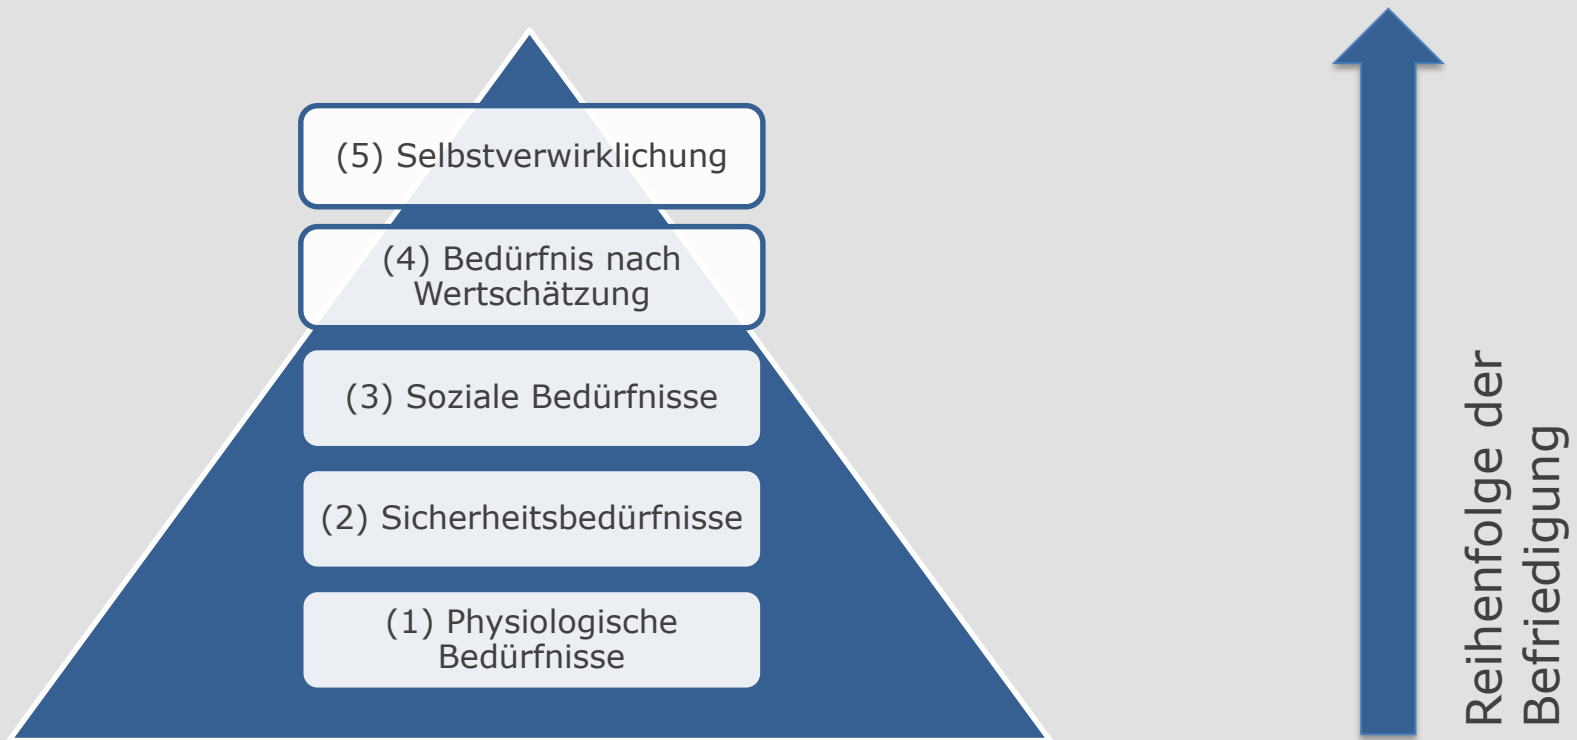 (5) Selbstverwirklichung
(4) Bedürfnis nach
Wertschätzung
(3) Soziale Bedürfnisse
(2) Sicherheitsbedürfnisse
(1) Physiologische
Bedürfnisse
Reihenfolge der
Befriedigung